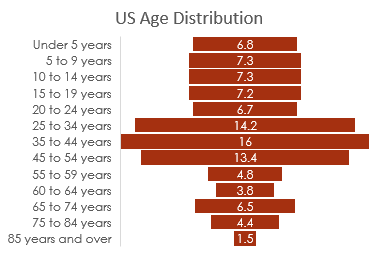 US Age Distribution
Under 5 years 6.8
5 to 9 years 7.3
10 to 14 years 7.3
15 to 19 years 7.2
20 to 24 years 6.7
25 to 34 years 14.2
35 to 44 years 16
45 to 54 years 13.4
55 to 59 years 4.8
60 to 64 years 3.8
65 to 74 years 6.5
75 to 84 years 4.4
85 years and over 1.5